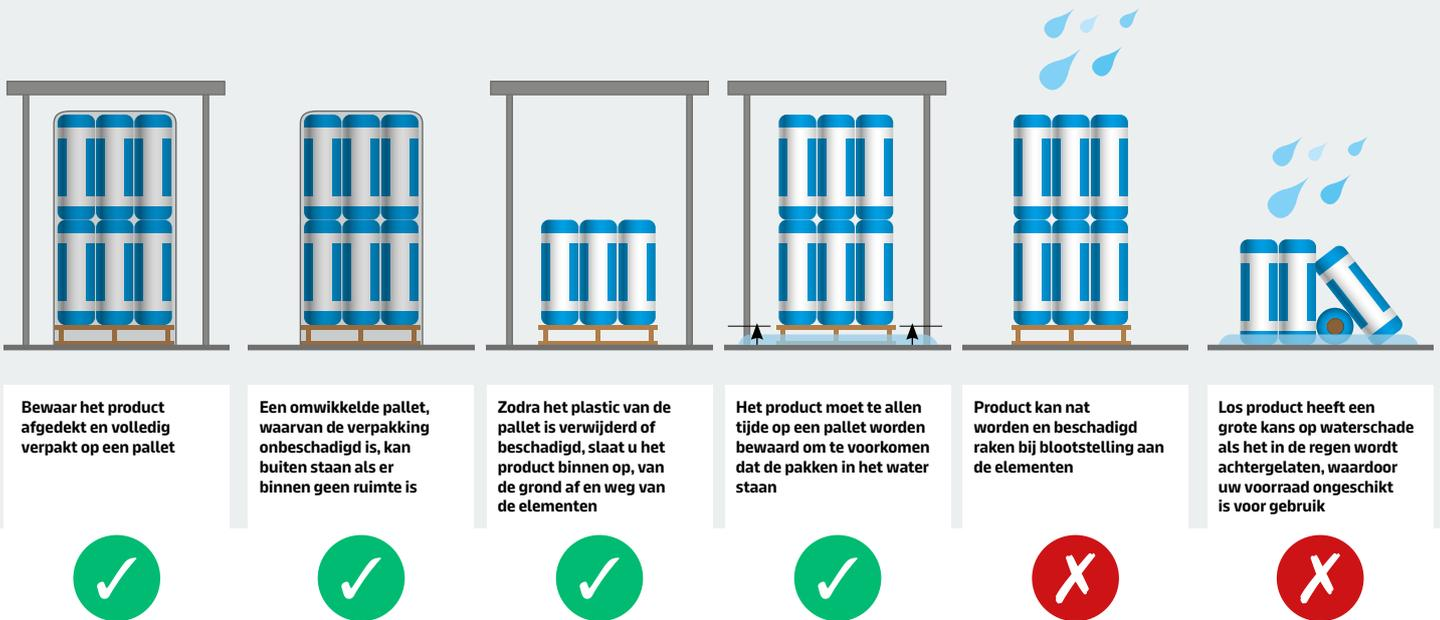 Bewaar het product
afgedekt en volledig
verpakt op een pallet
Een omwikkelde pallet,
waarvan de verpakking
onbeschadigd is, kan
buiten staan als er
binnen geen ruimte is
Zodra het plastic van de
pallet is verwijderd of
beschadigd, slaat u het
product binnen op, van
de grond af en weg van
de elementen
Het product moet te allen
tijde op een pallet worden
bewaard om te voorkomen
dat de pakken in het water
staan
Product kan nat
worden en beschadigd
raken bij blootstelling aan
de elementen
Los product heeft een
grote kans op waterschade
als het in de regen wordt
achtergelaten, waardoor
uw voorraad ongeschikt
is voor gebruik